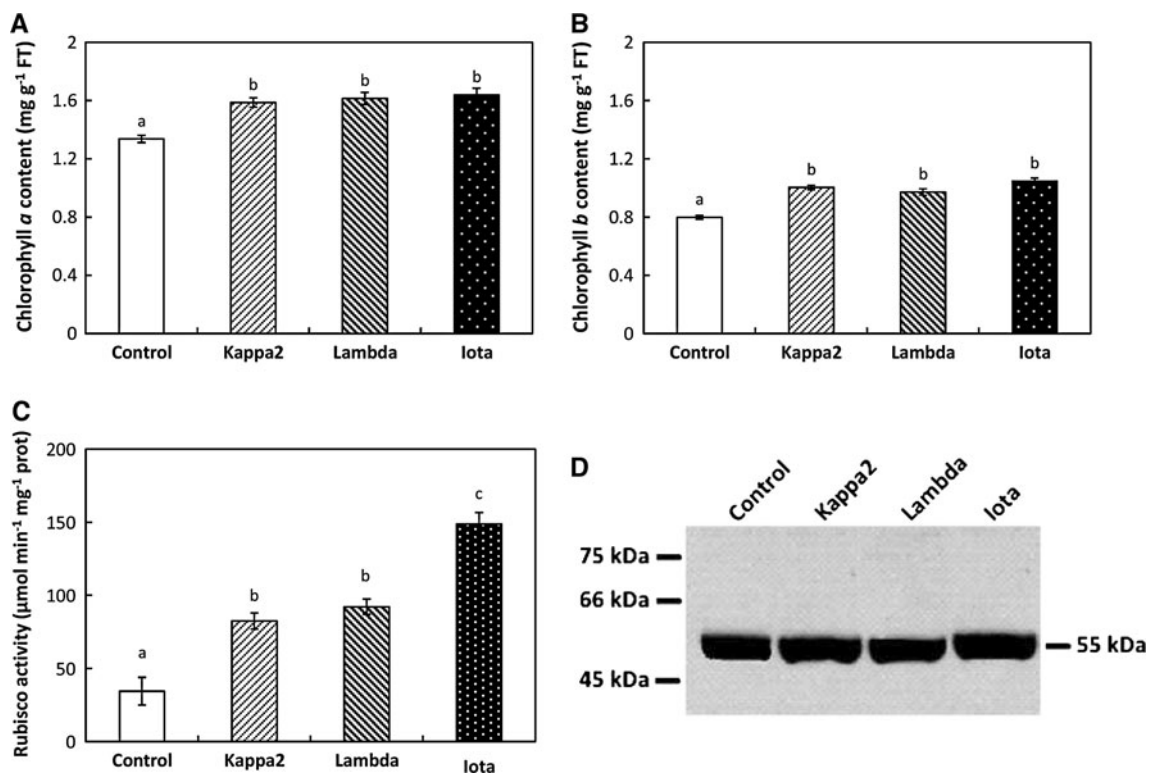 A
Chlorophyll a content (mg g⁻¹ FT)
2
1.6
1.2
0.8
0.4
0
a
b
b
b
Control Kappa2 Lambda Iota
B
Chlorophyll b content (mg g⁻¹ FT)
2
1.6
1.2
0.8
0.4
0
a
b
b
b
Control Kappa2 Lambda Iota
C
Rubisco activity (μmol min⁻¹ mg⁻¹ prot)
200
150
100
50
0
a
b
b
c
Control Kappa2 Lambda Iota
D
Control Kappa2 Lambda Iota
75 kDa
66 kDa
55 kDa
45 kDa